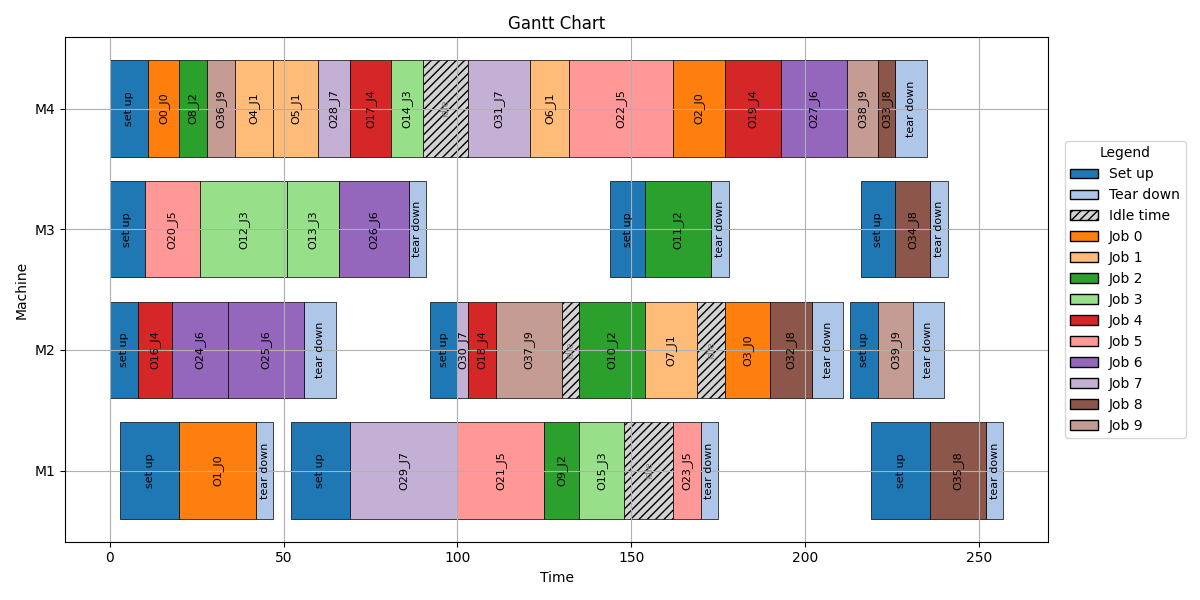 Gantt Chart
M4
set up
O0_J0
O8_J2
O36_J9
O4_J1
O5_J1
O28_J7
O17_J4
O14_J3
O31_J7
O6_J1
O22_J5
O2_J0
O19_J4
O27_J6
O38_J9
O33_J8
tear down
M3
set up
O20_J5
O12_J3
O13_J3
O26_J6
tear down
set up
O11_J2
tear down
set up
O34_J8
tear down
M2
set up
O16_J4
O24_J6
O25_J6
tear down
set up
O30_J7
O18_J4
O37_J9
O10_J2
O7_J1
O3_J0
O32_J8
tear down
set up
O39_J9
tear down
M1
set up
O1_J0
tear down
set up
O29_J7
O21_J5
O9_J2
O15_J3
O23_J5
tear down
set up
O35_J8
tear down
Machine
0
50
100
150
200
250
Time
Legend
Set up
Tear down
Idle time
Job 0
Job 1
Job 2
Job 3
Job 4
Job 5
Job 6
Job 7
Job 8
Job 9